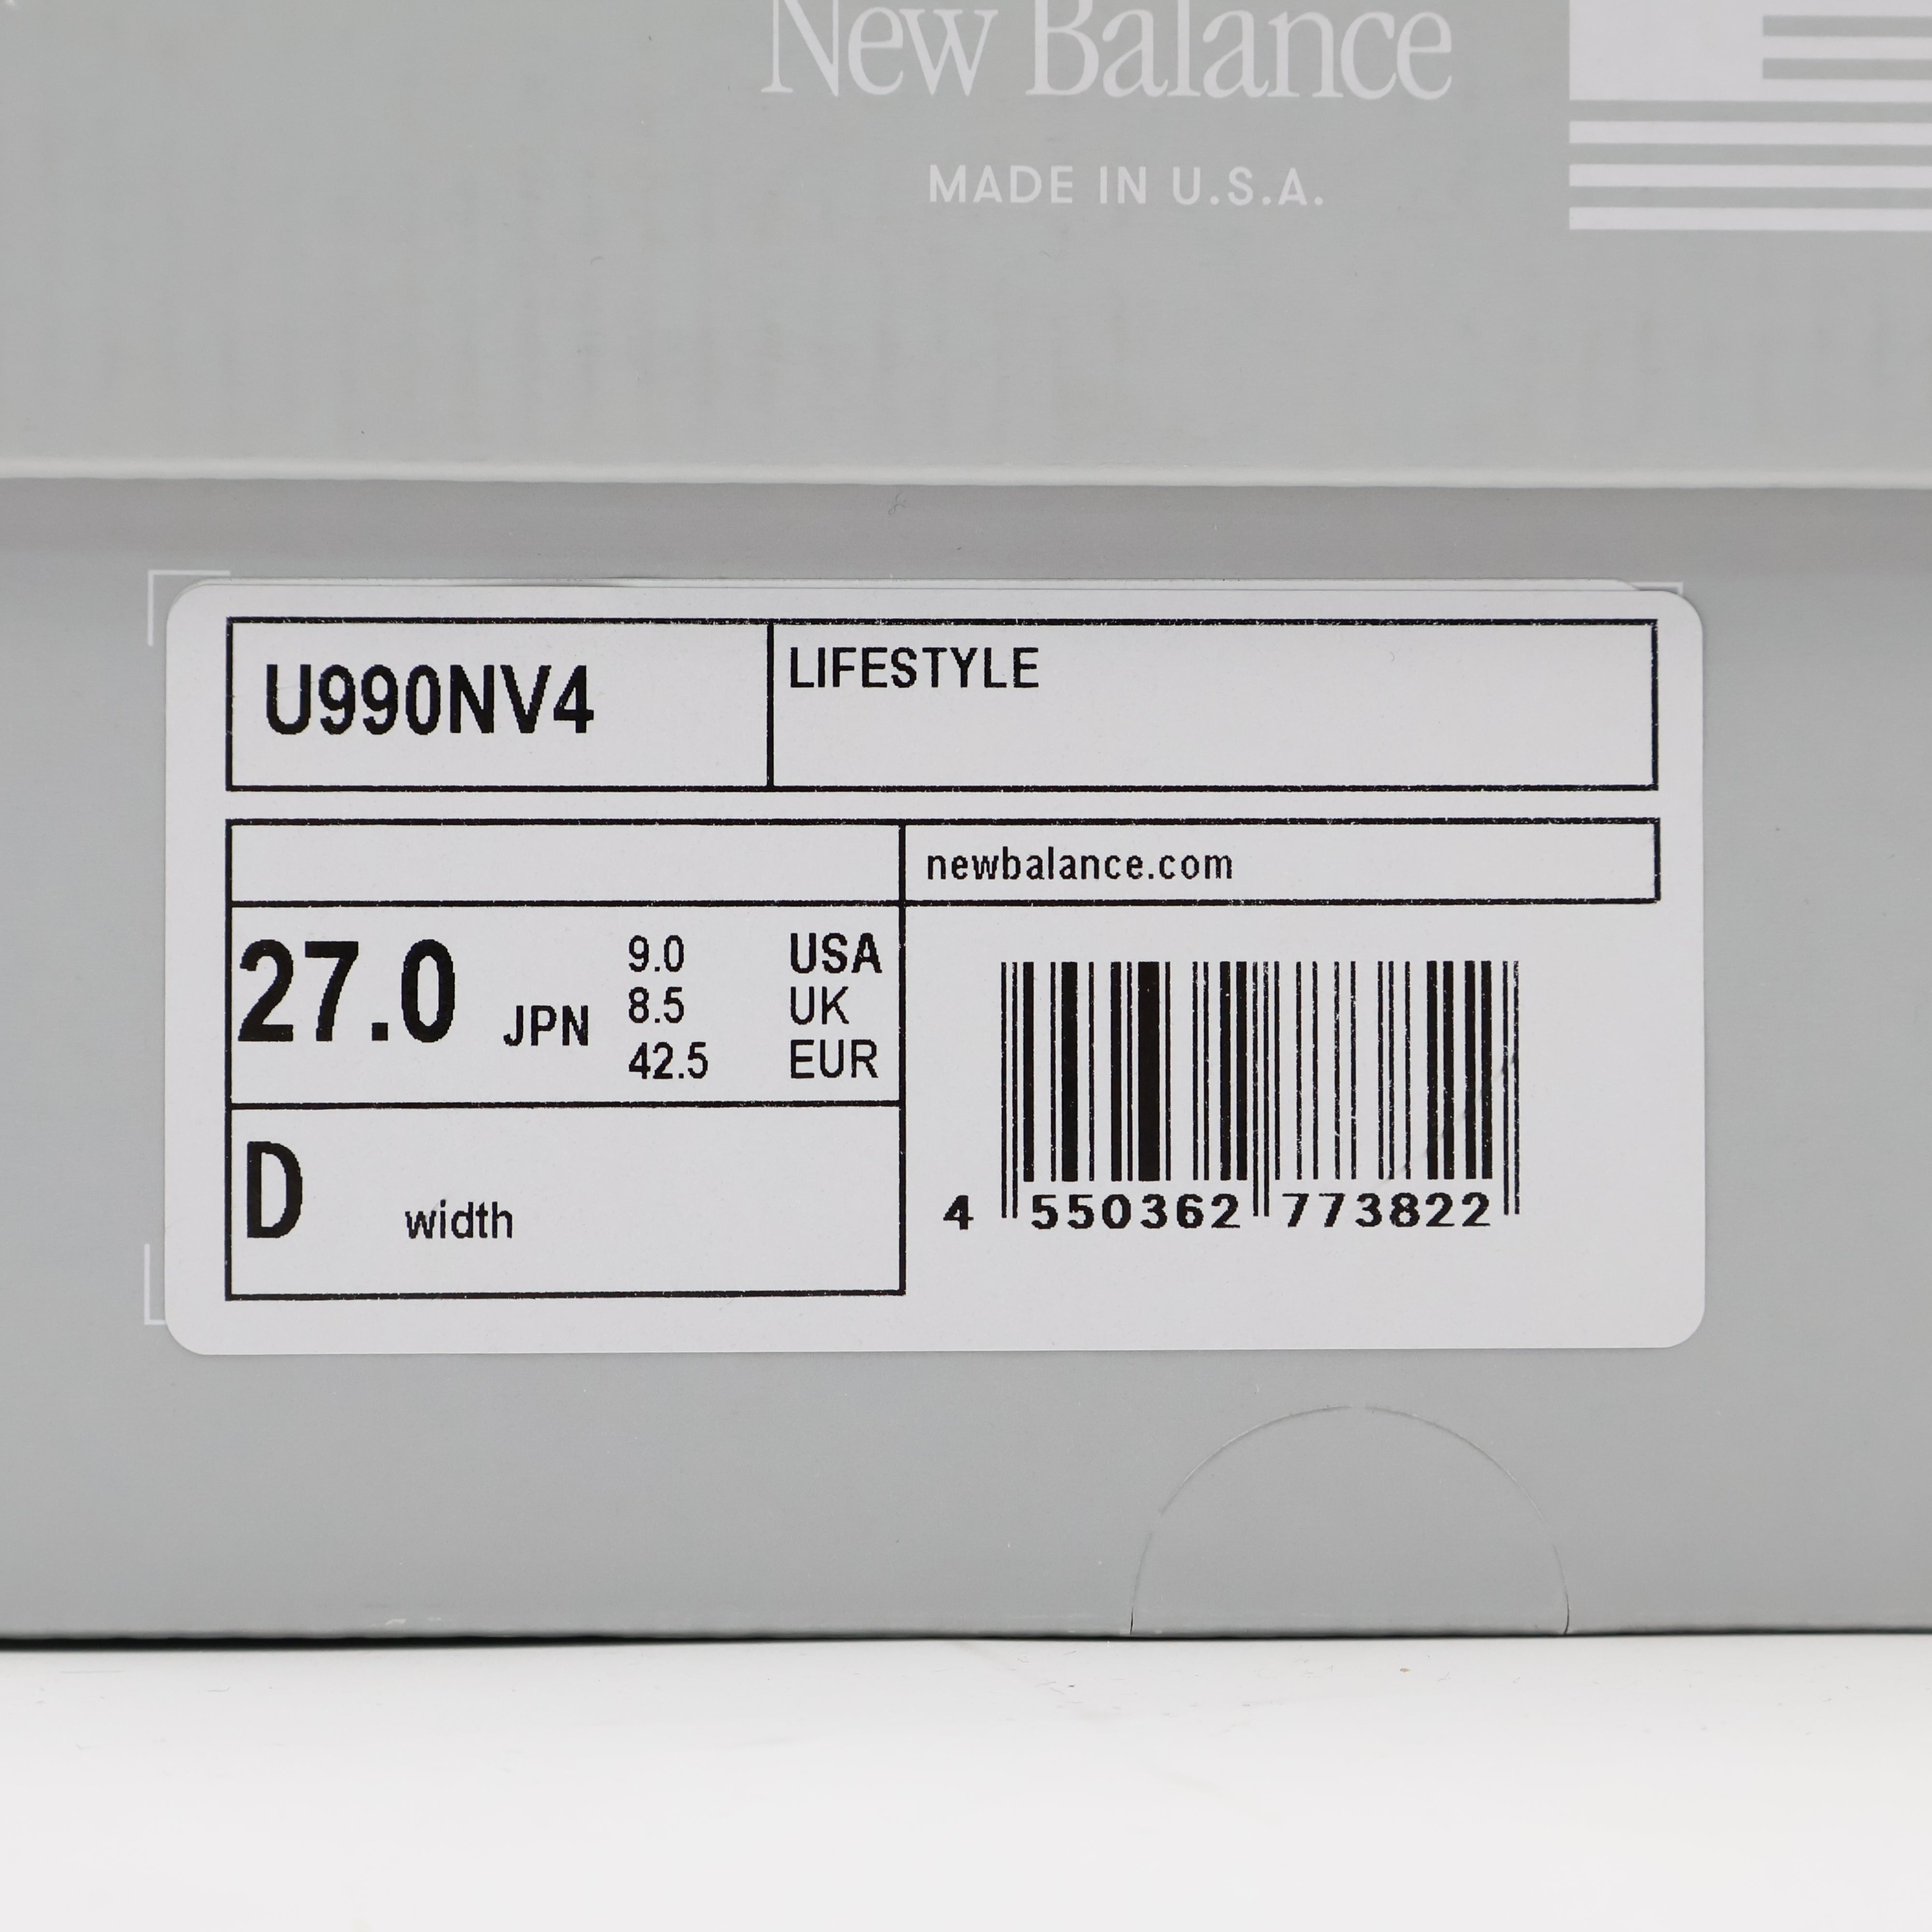 New Balance
MADE IN U.S.A.
U990NV4
LIFESTYLE
newbalance.com
27.0 JPN
9.0 USA
8.5 UK
42.5 EUR
D width
4 550362 773822